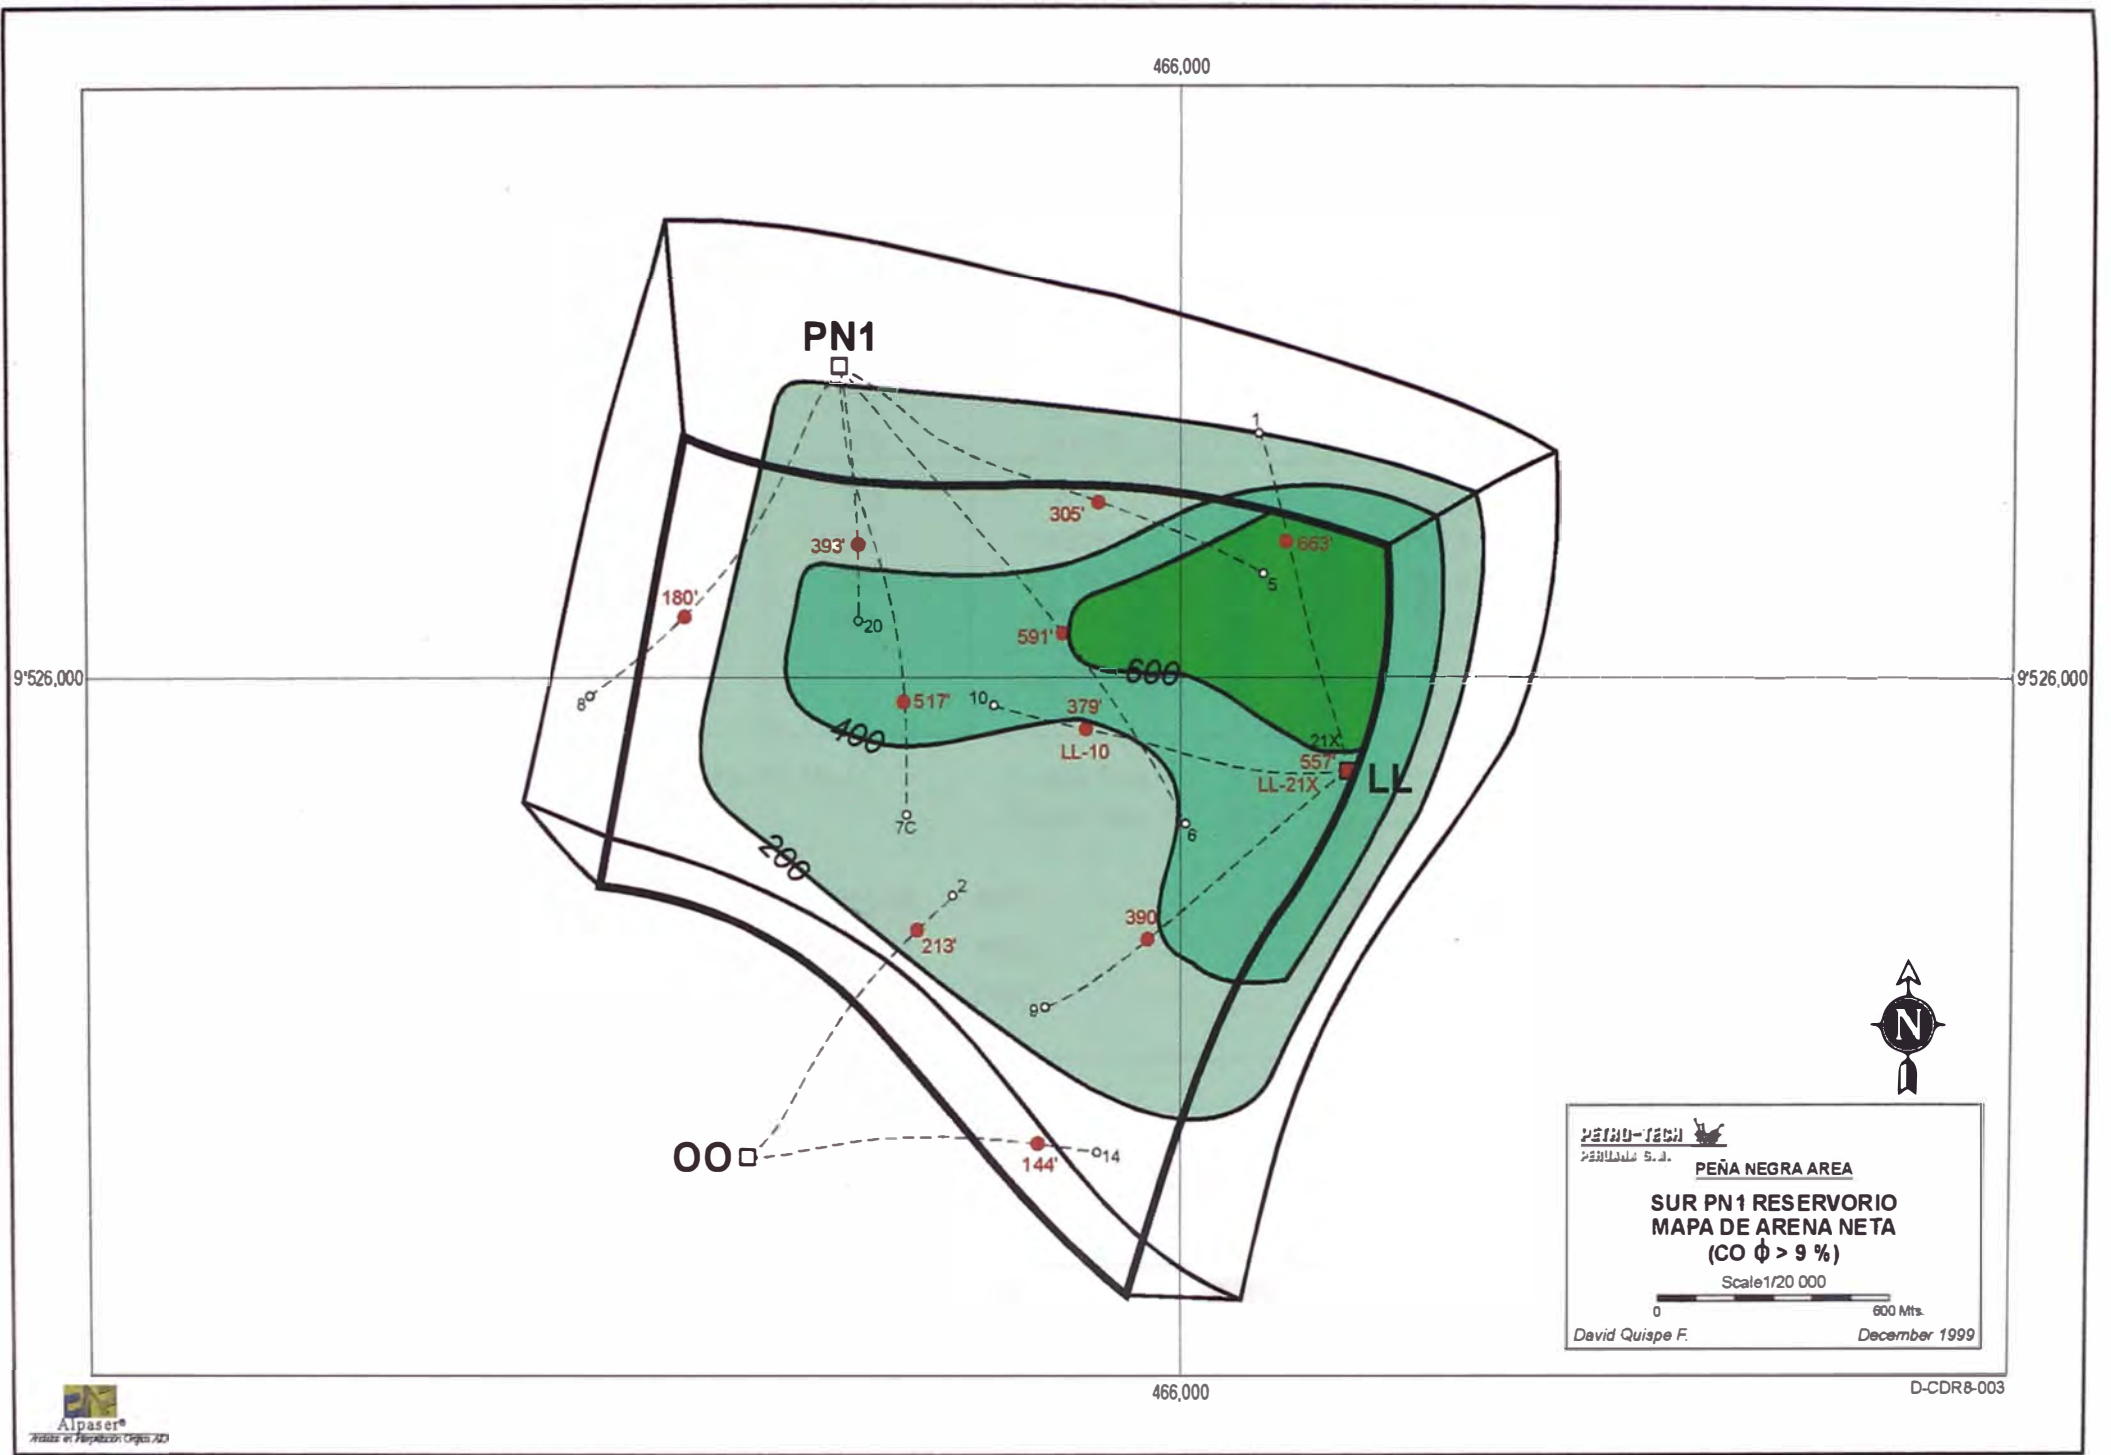 466,000
PN1
1
305'
393'
663'
5
180'
20
591'
9'526,000
600
9'526,000
8
517'
10
379'
400
LL-10
21X
557'
LL
LL-21X
7C
6
200
2
390
213'
9
N
OO
14
144'
PETRO-TECH
PERUANA S.A.
PEÑA NEGRA AREA
SUR PN1 RESERVORIO
MAPA DE ARENA NETA
(CO ϕ > 9 %)
Scale1/20 000
0 600 Mts.
David Quispe F. December 1999
466,000
D-CDR8-003
Alpaser®